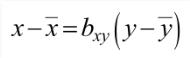 x − x̅ = b_{xy} (y − y̅)